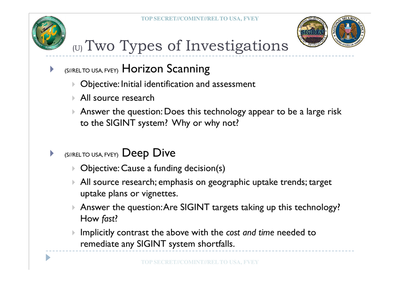 TOP SECRET//COMINT//REL TO USA, FVEY
(U) Two Types of Investigations
(S//REL TO USA, FVEY) Horizon Scanning
Objective: Initial identification and assessment
All source research
Answer the question: Does this technology appear to be a large risk
to the SIGINT system? Why or why not?
(S//REL TO USA, FVEY) Deep Dive
Objective: Cause a funding decision(s)
All source research; emphasis on geographic uptake trends; target
uptake plans or vignettes.
Answer the question: Are SIGINT targets taking up this technology?
How fast?
Implicitly contrast the above with the cost and time needed to
remediate any SIGINT system shortfalls.
TOP SECRET//COMINT//REL TO USA, FVEY